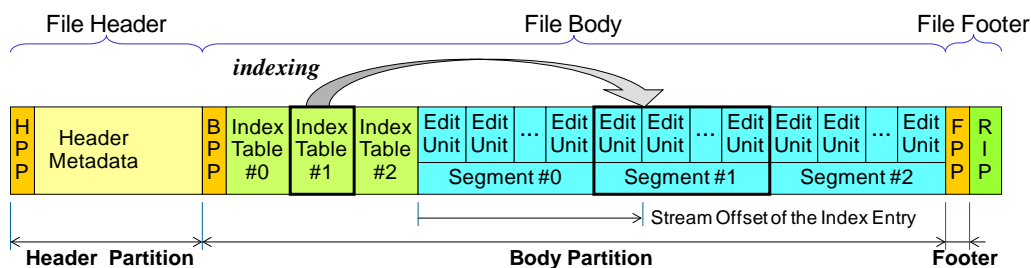 File Header File Body File Footer
indexing
H P P
Header Metadata
B P P
Index Table #0
Index Table #1
Index Table #2
Edit Unit
Edit Unit
...
Edit Unit
Edit Unit
Edit Unit
...
Edit Unit
Edit Unit
Edit Unit
...
Edit Unit
F P P
R I P
Segment #0 Segment #1 Segment #2
Stream Offset of the Index Entry
Header Partition Body Partition Footer